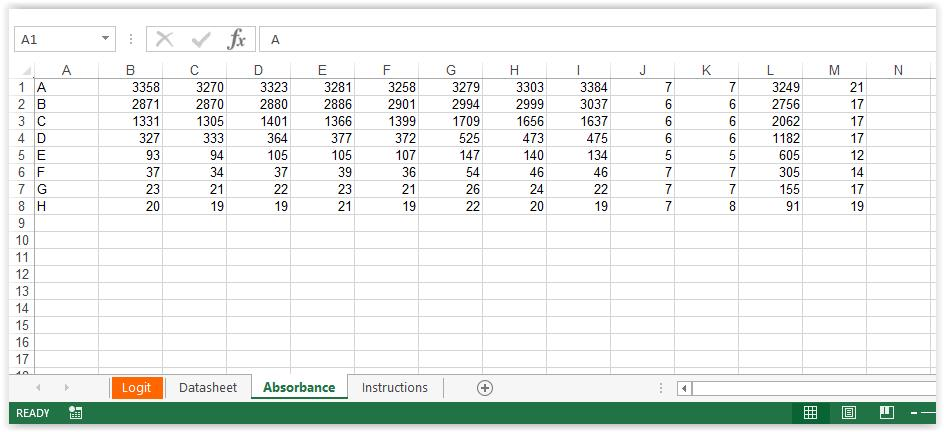 A1 fx A
A B C D E F G H I J K L M N
1 A 3358 3270 3323 3281 3258 3279 3303 3384 7 7 3249 21
2 B 2871 2870 2880 2886 2901 2994 2999 3037 6 6 2756 17
3 C 1331 1305 1401 1366 1399 1709 1656 1637 6 6 2062 17
4 D 327 333 364 377 372 525 473 475 6 6 1182 17
5 E 93 94 105 105 107 147 140 134 5 5 605 12
6 F 37 34 37 39 36 54 46 46 7 7 305 14
7 G 23 21 22 23 21 26 24 22 7 7 155 17
8 H 20 19 19 21 19 22 20 19 7 8 91 19
9
10
11
12
13
14
15
16
17
Logit Datasheet Absorbance Instructions
READY